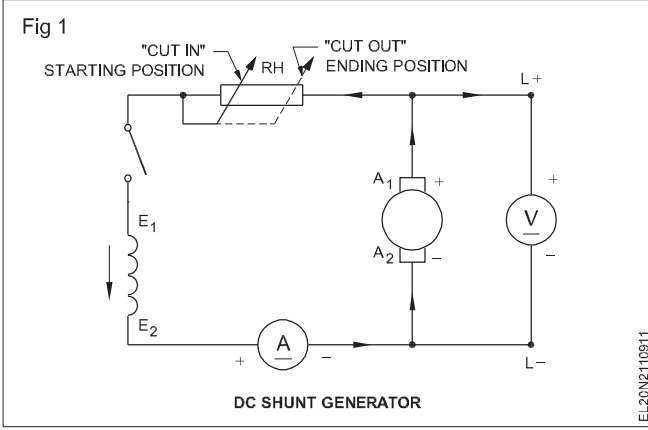 Fig 1
"CUT IN"
STARTING POSITION
RH
"CUT OUT"
ENDING POSITION
L+
A1
+
+
V
A2
−
−
E1
E2
+
A
−
L−
DC SHUNT GENERATOR
EL20N2110911